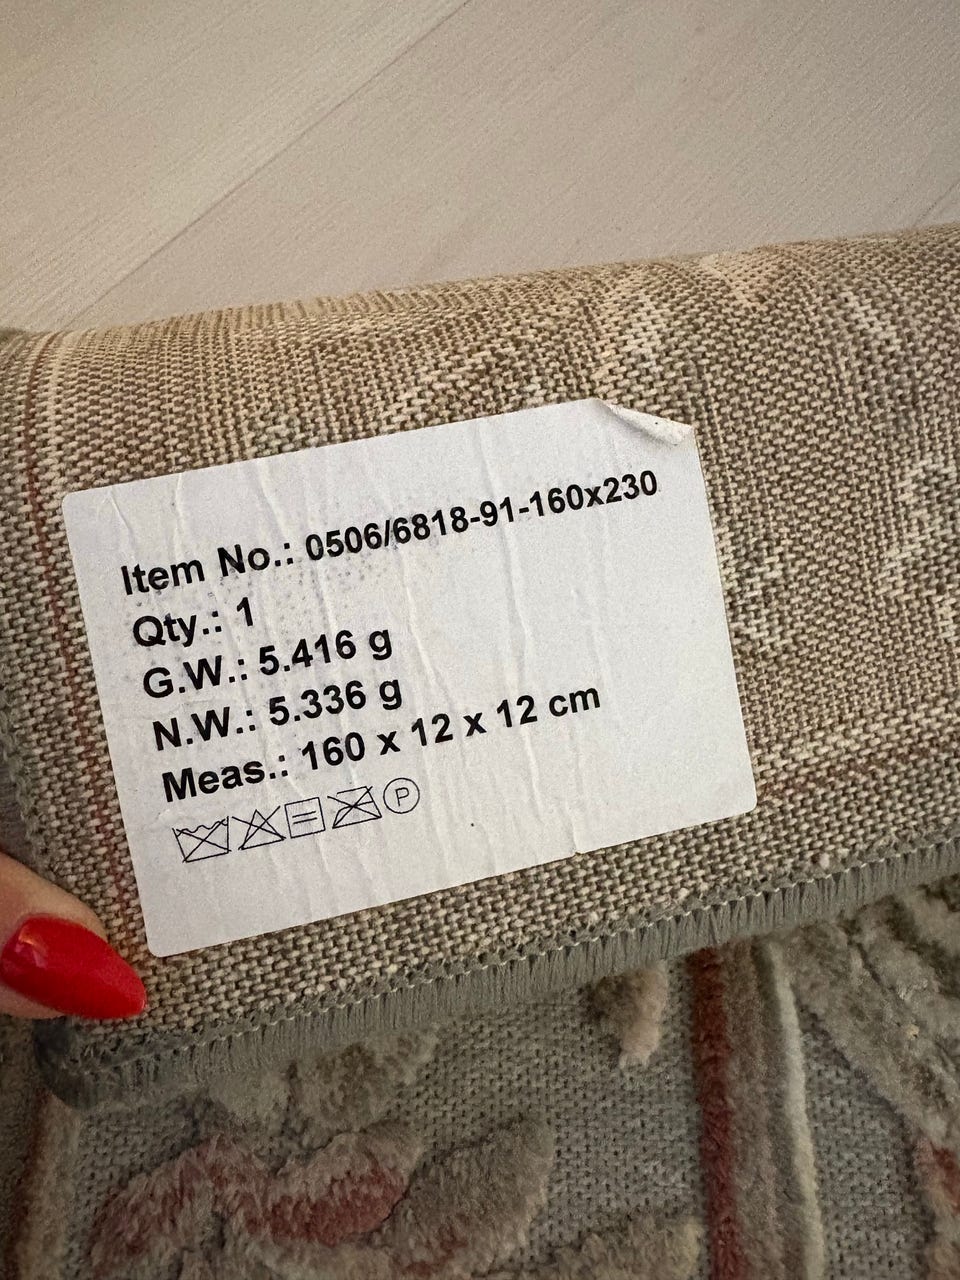 Item No.: 0506/6818-91-160x230
Qty.: 1
G.W.: 5.416 g
N.W.: 5.336 g
Meas.: 160 x 12 x 12 cm
P